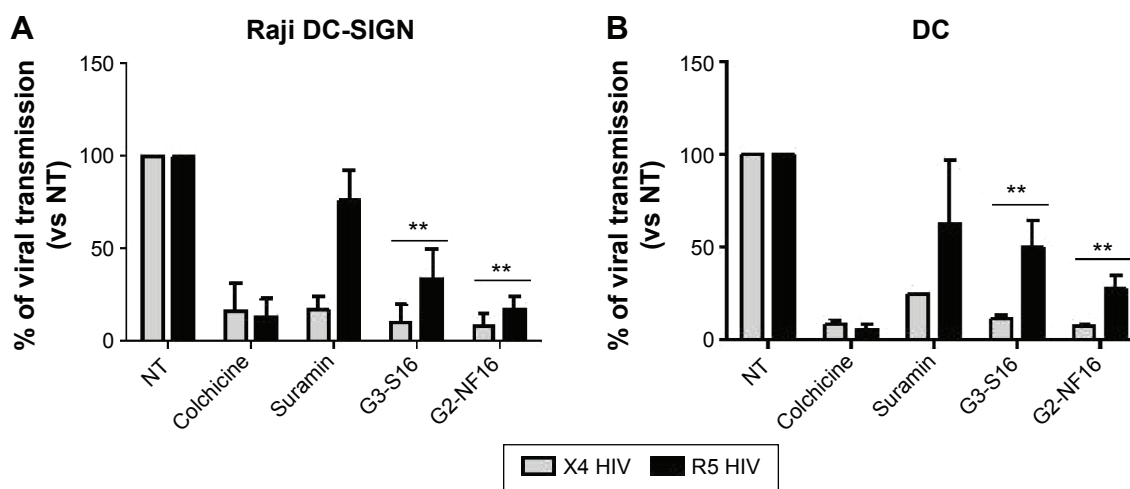 A
Raji DC-SIGN
% of viral transmission
(vs NT)
150
100
50
0
**
**
NT
Colchicine
Suramin
G3-S16
G2-NF16
B
DC
% of viral transmission
(vs NT)
150
100
50
0
**
**
NT
Colchicine
Suramin
G3-S16
G2-NF16
X4 HIV
R5 HIV